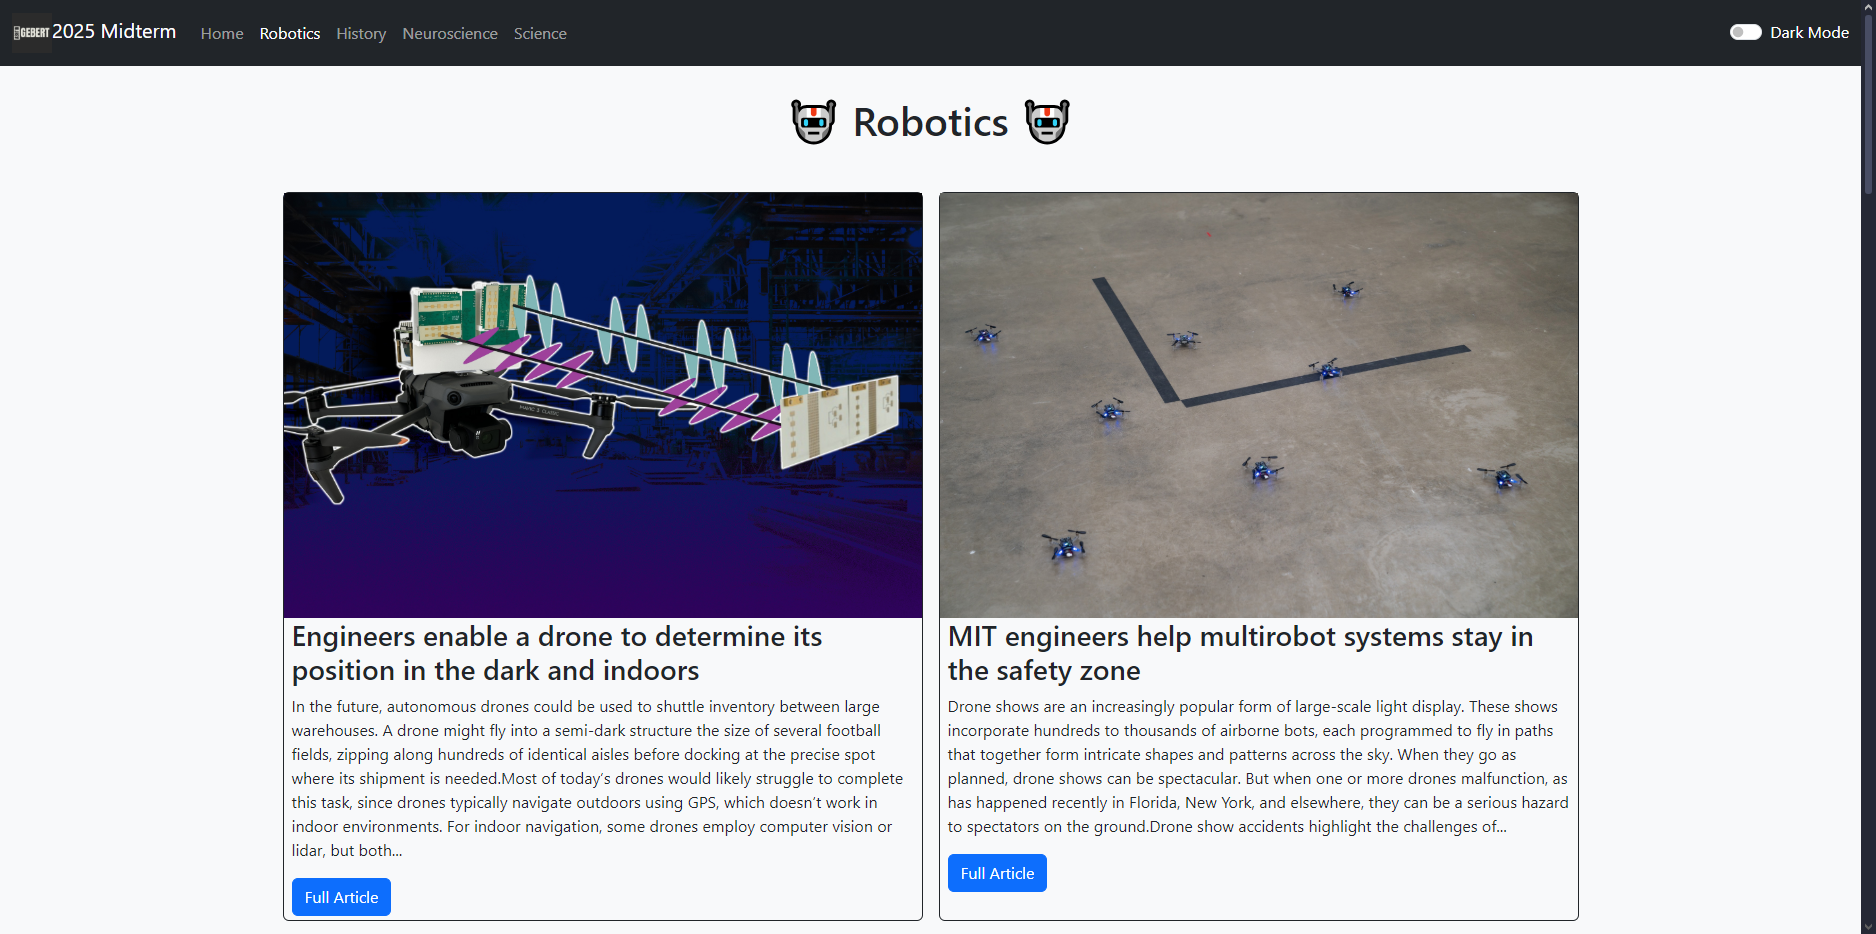 GEBERT 2025 Midterm Home Robotics History Neuroscience Science Dark Mode
Robotics
MAVIC 3 CLASSIC
Engineers enable a drone to determine its
position in the dark and indoors
In the future, autonomous drones could be used to shuttle inventory between large
warehouses. A drone might fly into a semi-dark structure the size of several football
fields, zipping along hundreds of identical aisles before docking at the precise spot
where its shipment is needed.Most of today’s drones would likely struggle to complete
this task, since drones typically navigate outdoors using GPS, which doesn’t work in
indoor environments. For indoor navigation, some drones employ computer vision or
lidar, but both...
Full Article
MIT engineers help multirobot systems stay in
the safety zone
Drone shows are an increasingly popular form of large-scale light display. These shows
incorporate hundreds to thousands of airborne bots, each programmed to fly in paths
that together form intricate shapes and patterns across the sky. When they go as
planned, drone shows can be spectacular. But when one or more drones malfunction, as
has happened recently in Florida, New York, and elsewhere, they can be a serious hazard
to spectators on the ground.Drone show accidents highlight the challenges of...
Full Article